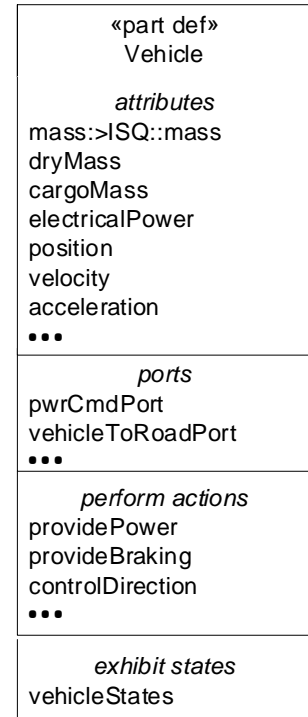 «part def»
Vehicle
attributes
mass:>ISQ::mass
dryMass
cargoMass
electricalPower
position
velocity
acceleration
•••
ports
pwrCmdPort
vehicleToRoadPort
•••
perform actions
providePower
provideBraking
controlDirection
•••
exhibit states
vehicleStates